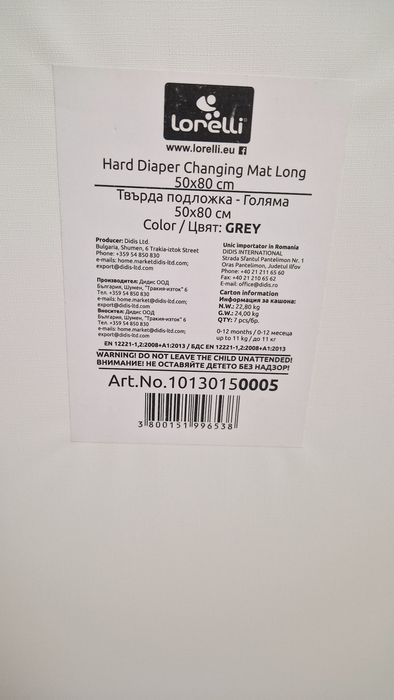 lorelli®
www.lorelli.eu
Hard Diaper Changing Mat Long
50x80 cm
Твърда подложка - Голяма
50x80 см
Color / Цвят: GREY
Producer: Didis Ltd.
Bulgaria, Shumen, 6 Trakia-iztok Street
Phone: +359 54 850 830
e-mails: home.marketdidis-ltd.com;
export@didis-ltd.com
Производител: Дидис ООД
България, Шумен, "Тракия-изток" 6
Тел. +359 54 850 830
e-mails: home.market@didis-ltd.com;
export@didis-ltd.com
Вносител: Дидис ООД
България, Шумен, "Тракия-изток" 6
Тел. +359 54 850 830
e-mails: home.market@didis-ltd.com;
export@didis-ltd.com
Unic importator in Romania
DIDIS INTERNATIONAL
Strada Sfantul Pantelimon Nr. 1
Oras Pantelimon, Judetul Ilfov
Phone: +40 21 211 65 60
Fax: +40 21 210 65 62
E-mail: office@didis.ro
Carton information
Информация за кашона:
N.W.: 22,80 kg
G.W.: 24,00 kg
QTY: 7 pcs/бр.
0-12 months / 0-12 месеца
up to 11 kg / до 11 кг
EN 12221-1,2:2008+A1:2013 / БДС EN 12221-1,2:2008+A1:2013
WARNING! DO NOT LEAVE THE CHILD UNATTENDED!
ВНИМАНИЕ! НЕ ОСТАВЯЙТЕ ДЕТЕТО БЕЗ НАДЗОР!
Art.No.10130150005
3 800151 996538